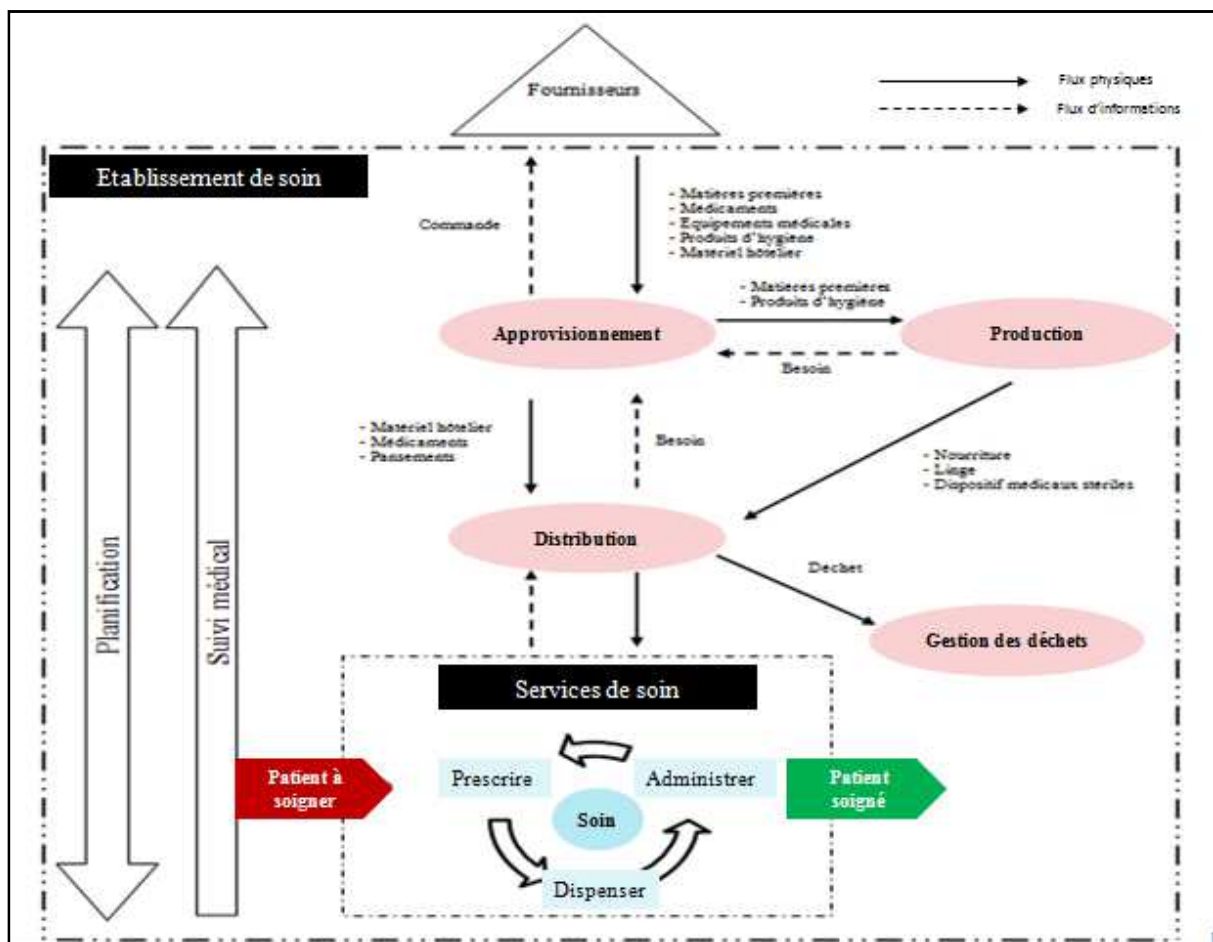 Fournisseurs
Flux physiques
Flux d'informations
Etablissement de soin
Commande
- Matières premières
- Médicaments
- Equipements médicales
- Produits d'hygiène
- Matériel hôtelier
- Matières premières
- Produits d'hygiène
Approvisionnement
Production
Besoin
- Matériel hôtelier
- Médicaments
- Pansements
Besoin
- Nourriture
- Linge
- Dispositif médicaux stériles
Distribution
Déchet
Gestion des déchets
Planification
Suivi médical
Services de soin
Patient à
soigner
Prescrire
Administrer
Patient
soigné
Soin
Dispenser